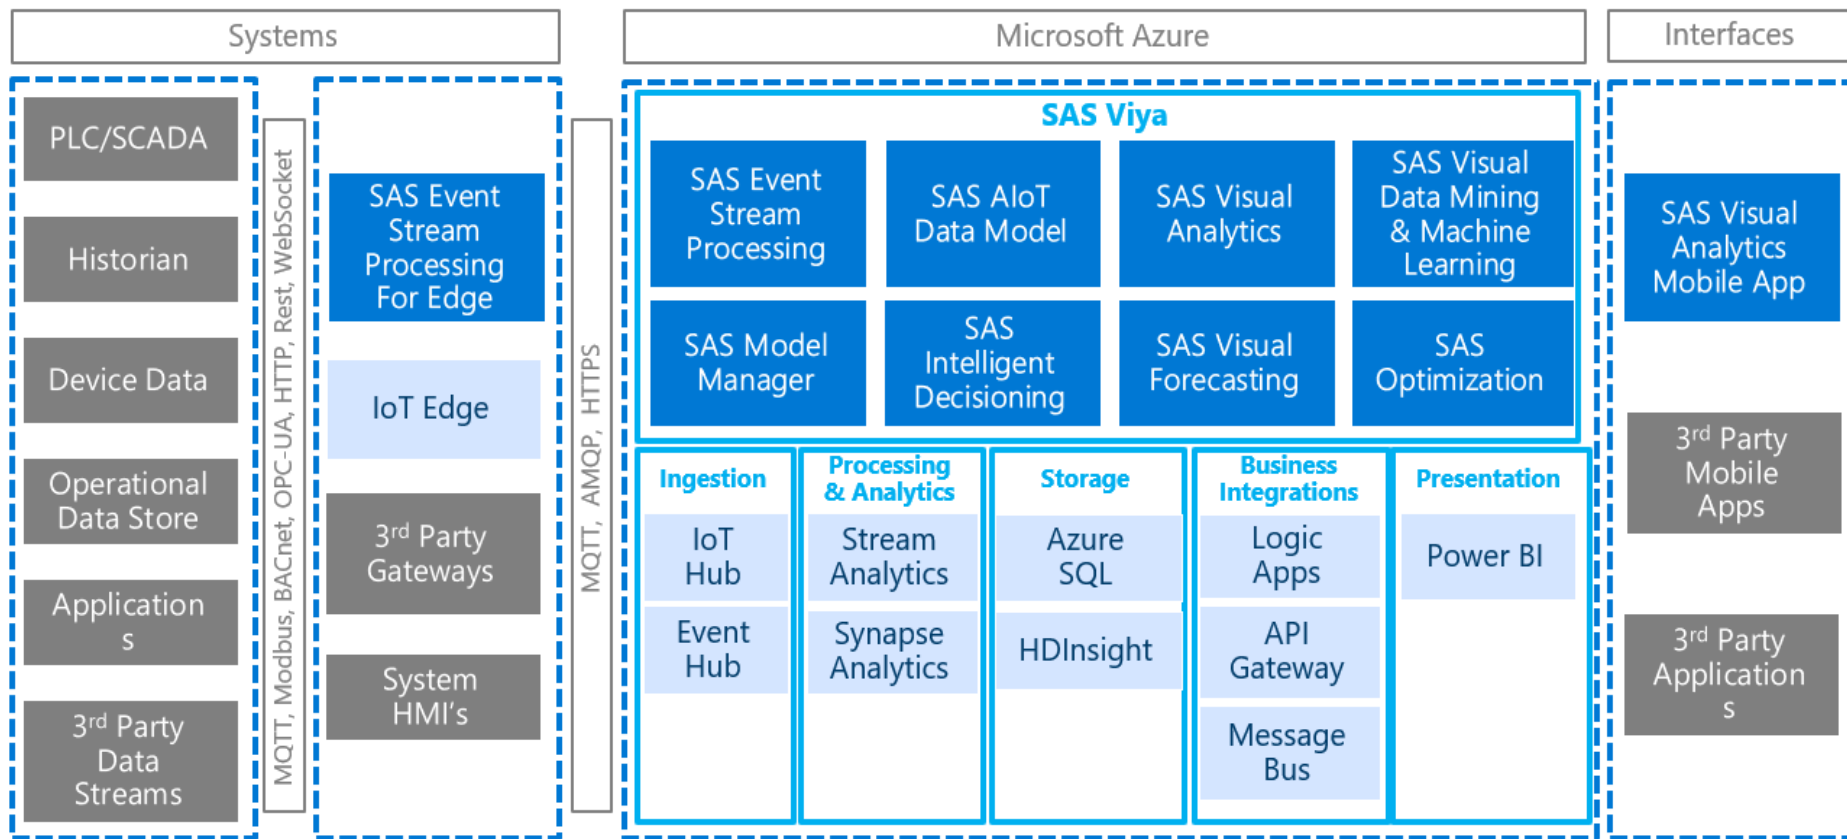 Systems
Microsoft Azure
Interfaces
PLC/SCADA
Historian
Device Data
Operational
Data Store
Application
s
3rd Party
Data
Streams
MQTT, Modbus, BACnet, OPC-UA, HTTP, Rest, WebSocket
SAS Event
Stream
Processing
For Edge
IoT Edge
3rd Party
Gateways
System
HMI’s
MQTT, AMQP, HTTPS
SAS Viya
SAS Event
Stream
Processing
SAS AIoT
Data Model
SAS Visual
Analytics
SAS Visual
Data Mining
& Machine
Learning
SAS Model
Manager
SAS
Intelligent
Decisioning
SAS Visual
Forecasting
SAS
Optimization
Ingestion
IoT
Hub
Event
Hub
Processing
& Analytics
Stream
Analytics
Synapse
Analytics
Storage
Azure
SQL
HDInsight
Business
Integrations
Logic
Apps
API
Gateway
Message
Bus
Presentation
Power BI
SAS Visual
Analytics
Mobile App
3rd Party
Mobile
Apps
3rd Party
Application
s